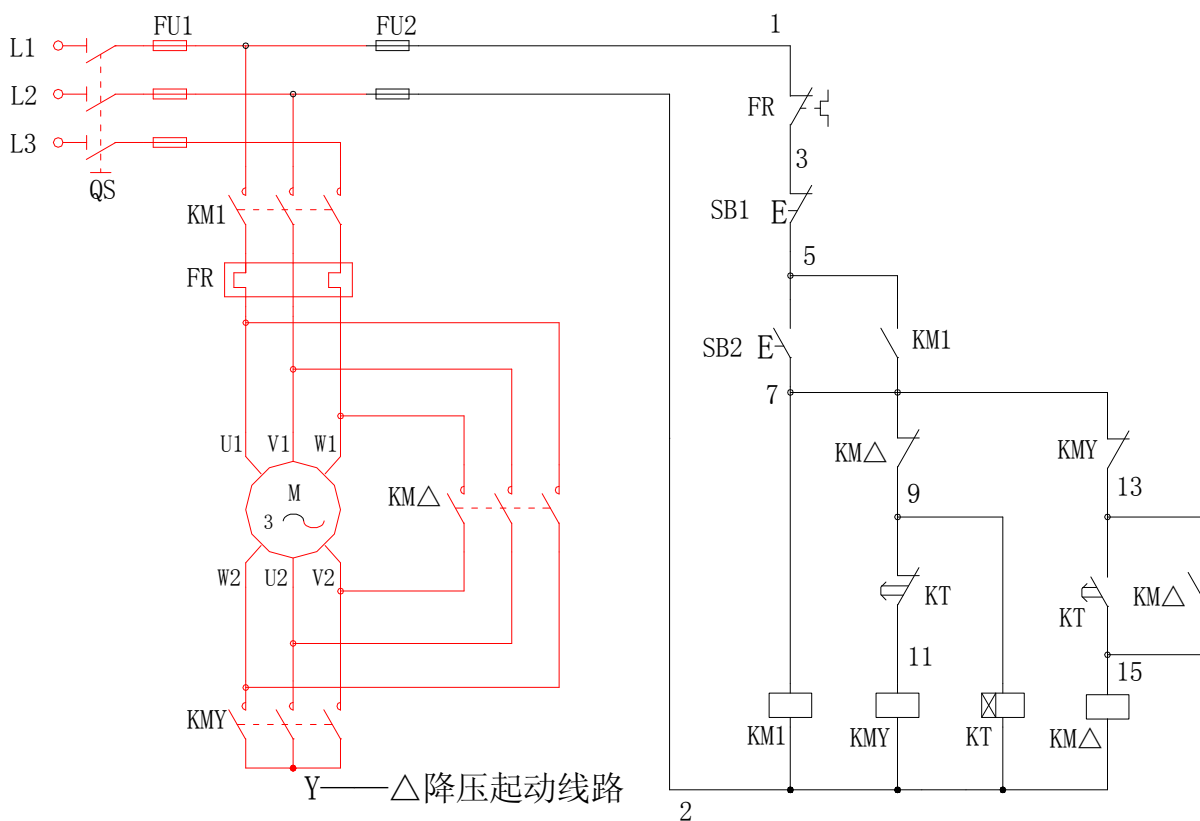 FU1 FU2 1
L1
L2
FR
L3
3
QS
SB1 E
KM1
5
FR
SB2 E KM1
7
U1 V1 W1
KM△ KMY
M
9 13
KM△
3
W2 U2 V2
KT KT KM△
11 15
KMY
KM1 KMY KT KM△
Y——△降压起动线路
2